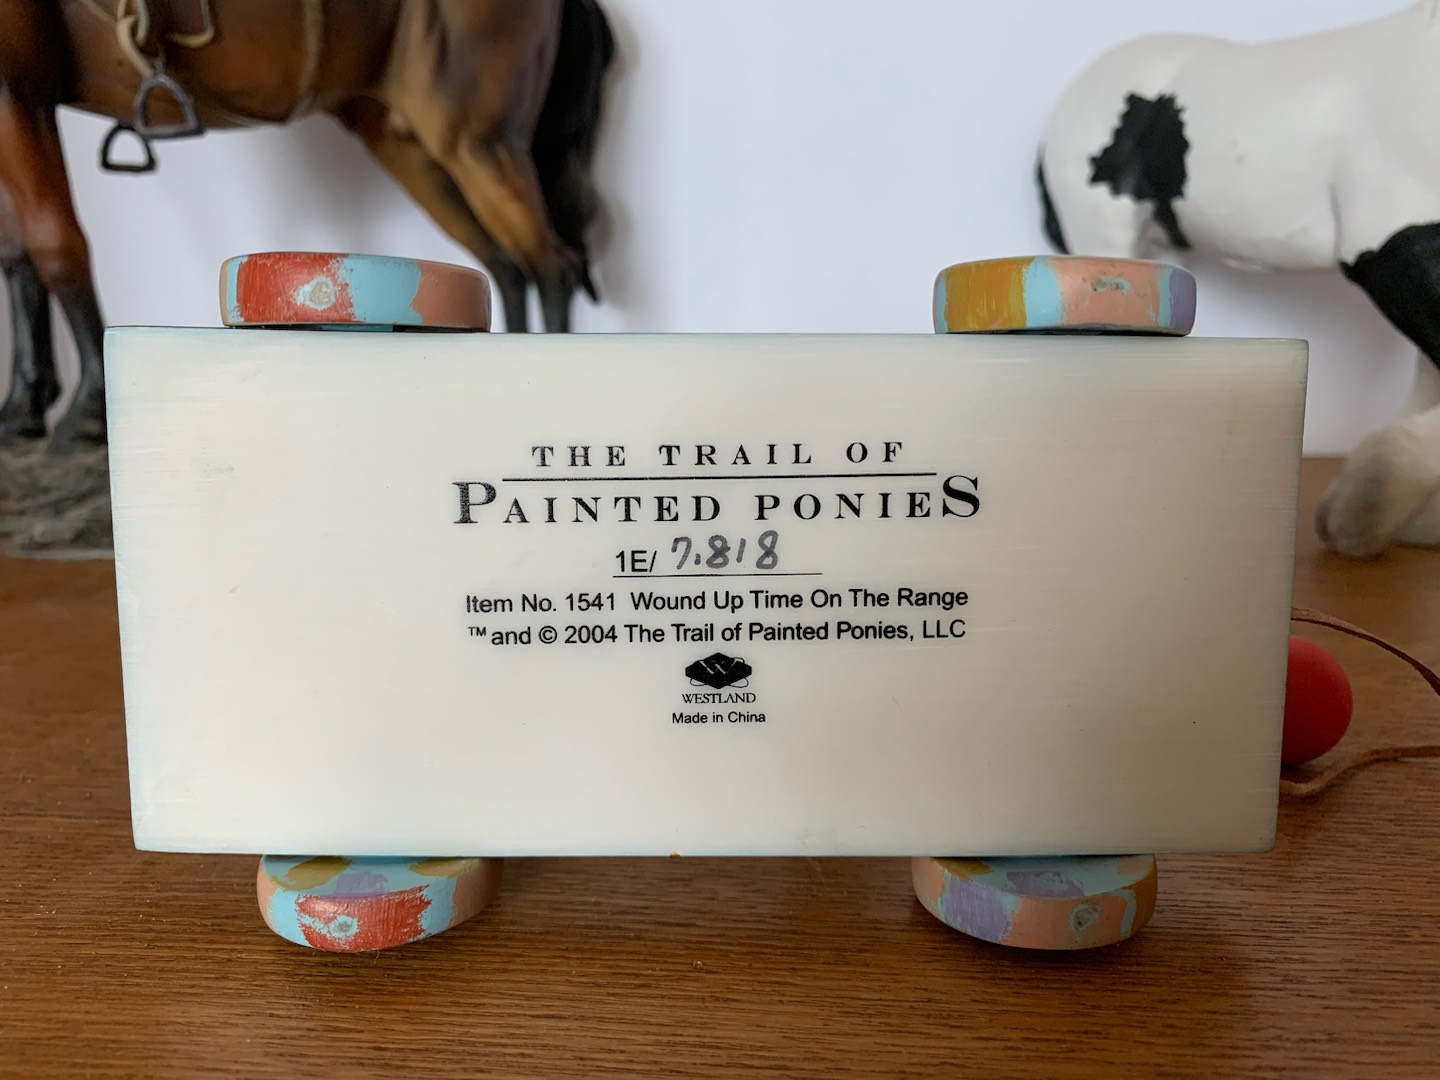 THE TRAIL OF
PAINTED PONIES
1E/ 7.818
Item No. 1541 Wound Up Time On The Range
™ and © 2004 The Trail of Painted Ponies, LLC
W
WESTLAND
Made in China